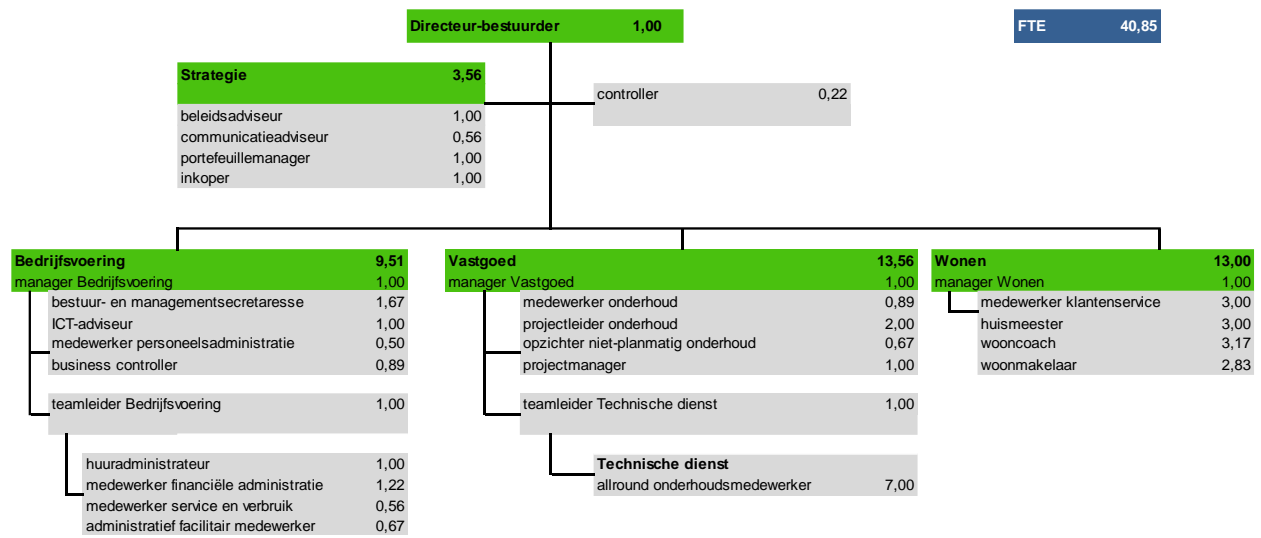 Directeur-bestuurder 1,00
FTE 40,85
Strategie 3,56
beleidsadviseur 1,00
communicatieadviseur 0,56
portefeuillemanager 1,00
inkoper 1,00
controller 0,22
Bedrijfsvoering 9,51
manager Bedrijfsvoering 1,00
bestuur- en managementsecretaresse 1,67
ICT-adviseur 1,00
medewerker personeelsadministratie 0,50
business controller 0,89
teamleider Bedrijfsvoering 1,00
huuradministrateur 1,00
medewerker financiële administratie 1,22
medewerker service en verbruik 0,56
administratief facilitair medewerker 0,67
Vastgoed 13,56
manager Vastgoed 1,00
medewerker onderhoud 0,89
projectleider onderhoud 2,00
opzichter niet-planmatig onderhoud 0,67
projectmanager 1,00
teamleider Technische dienst 1,00
Technische dienst
allround onderhoudsmedewerker 7,00
Wonen 13,00
manager Wonen 1,00
medewerker klantenservice 3,00
huismeester 3,00
wooncoach 3,17
woonmakelaar 2,83